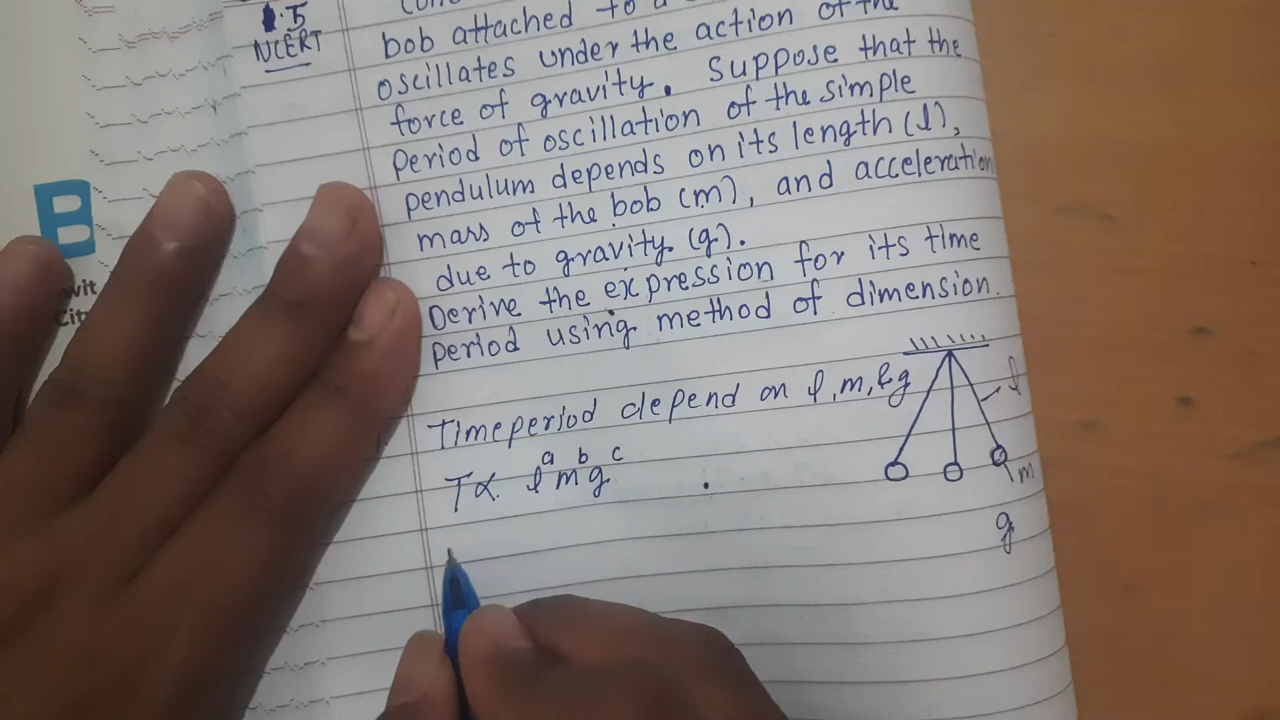 1.5
NCERT
bob attached to a
oscillates under the action of the
force of gravity. Suppose that the
Period of oscillation of the simple
pendulum depends on its length (l),
mass of the bob (m), and acceleration
due to gravity (g).
Derive the expression for its time
period using method of dimension.
Time period depend on l, m, & g
T ∝ l^a m^b g^c
l
m
g
B
wit